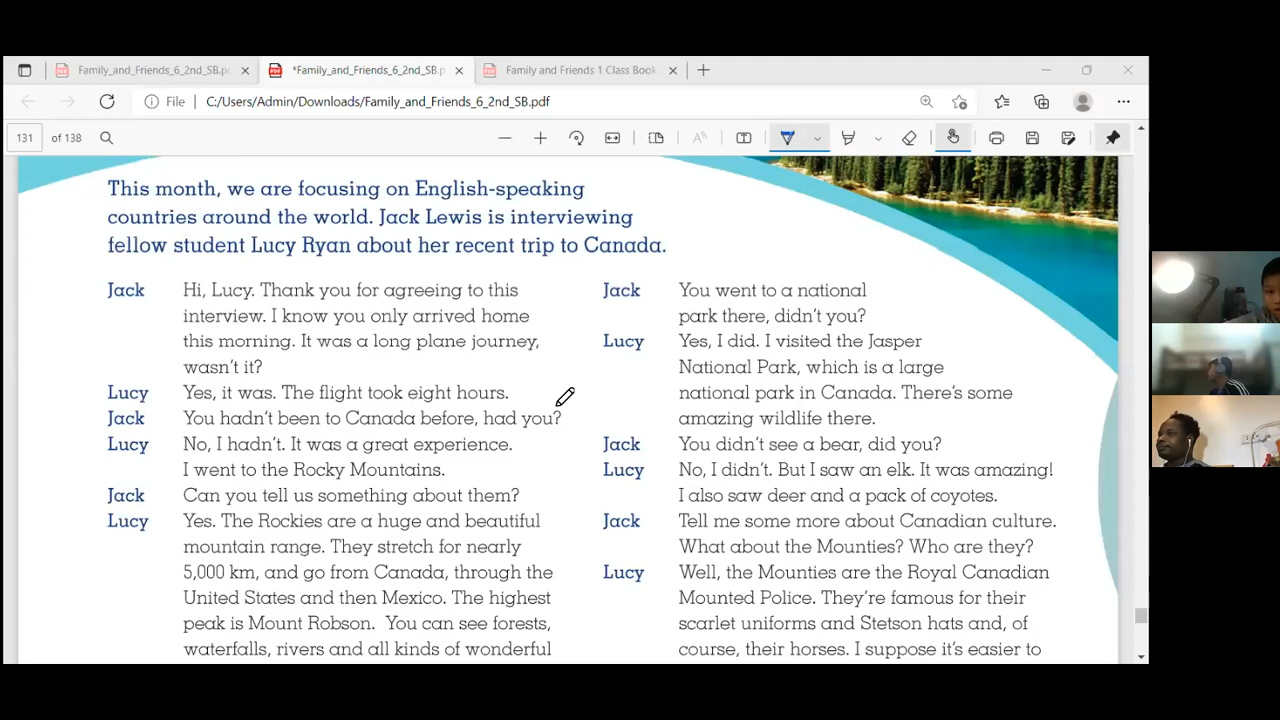 Family_and_Friends_6_2nd_SB.pd
*Family_and_Friends_6_2nd_SB.p
Family and Friends 1 Class Book
File
C:/Users/Admin/Downloads/Family_and_Friends_6_2nd_SB.pdf
131 of 138
This month, we are focusing on English-speaking
countries around the world. Jack Lewis is interviewing
fellow student Lucy Ryan about her recent trip to Canada.
Jack Hi, Lucy. Thank you for agreeing to this
interview. I know you only arrived home
this morning. It was a long plane journey,
wasn't it?
Lucy Yes, it was. The flight took eight hours.
Jack You hadn't been to Canada before, had you?
Lucy No, I hadn't. It was a great experience.
I went to the Rocky Mountains.
Jack Can you tell us something about them?
Lucy Yes. The Rockies are a huge and beautiful
mountain range. They stretch for nearly
5,000 km, and go from Canada, through the
United States and then Mexico. The highest
peak is Mount Robson. You can see forests,
waterfalls, rivers and all kinds of wonderful
Jack You went to a national
park there, didn't you?
Lucy Yes, I did. I visited the Jasper
National Park, which is a large
national park in Canada. There's some
amazing wildlife there.
Jack You didn't see a bear, did you?
Lucy No, I didn't. But I saw an elk. It was amazing!
I also saw deer and a pack of coyotes.
Jack Tell me some more about Canadian culture.
What about the Mounties? Who are they?
Lucy Well, the Mounties are the Royal Canadian
Mounted Police. They're famous for their
scarlet uniforms and Stetson hats and, of
course, their horses. I suppose it's easier to